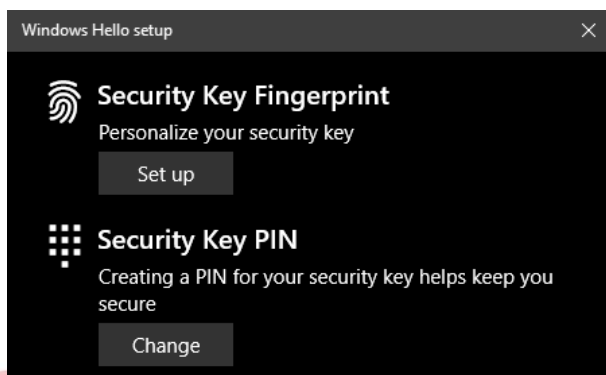 Windows Hello setup
Security Key Fingerprint
Personalize your security key
Set up
Security Key PIN
Creating a PIN for your security key helps keep you
secure
Change